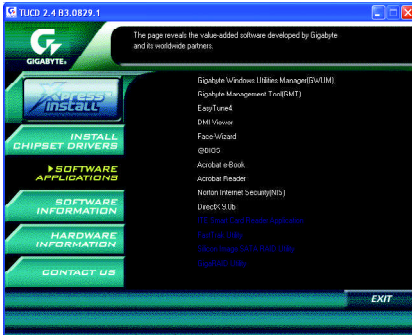 TUCD 2.4 B3.0829.1
The page reveals the value-added software developed by Gigabyte
and its worldwide partners.
GIGABYTE
Xpress
INSTALL
INSTALL
CHIPSET DRIVERS
SOFTWARE
APPLICATIONS
SOFTWARE
INFORMATION
HARDWARE
INFORMATION
CONTACT US
Gigabyte Windows Utilities Manager(GWUM)
Gigabyte Management Tool(GMT)
EasyTune4
DMI Viewer
Face-Wizard
@BIOS
Acrobat e-Book
Acrobat Reader
Norton Internet Security(NIS)
DirectX 9.0b
EXIT